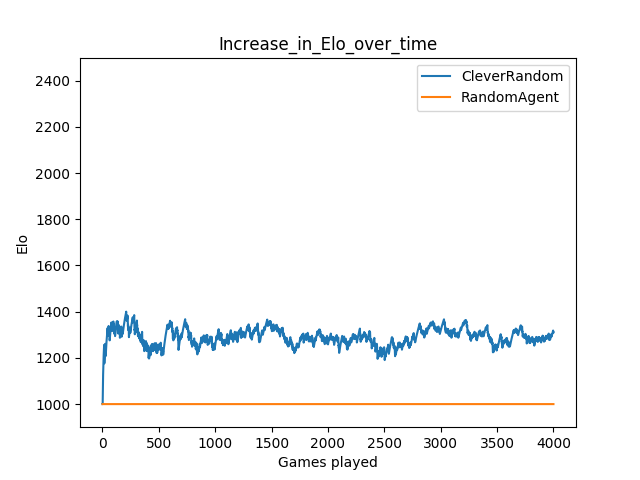 Increase_in_Elo_over_time
CleverRandom
RandomAgent
2400
2200
2000
1800
1600
1400
1200
1000
Elo
0 500 1000 1500 2000 2500 3000 3500 4000
Games played